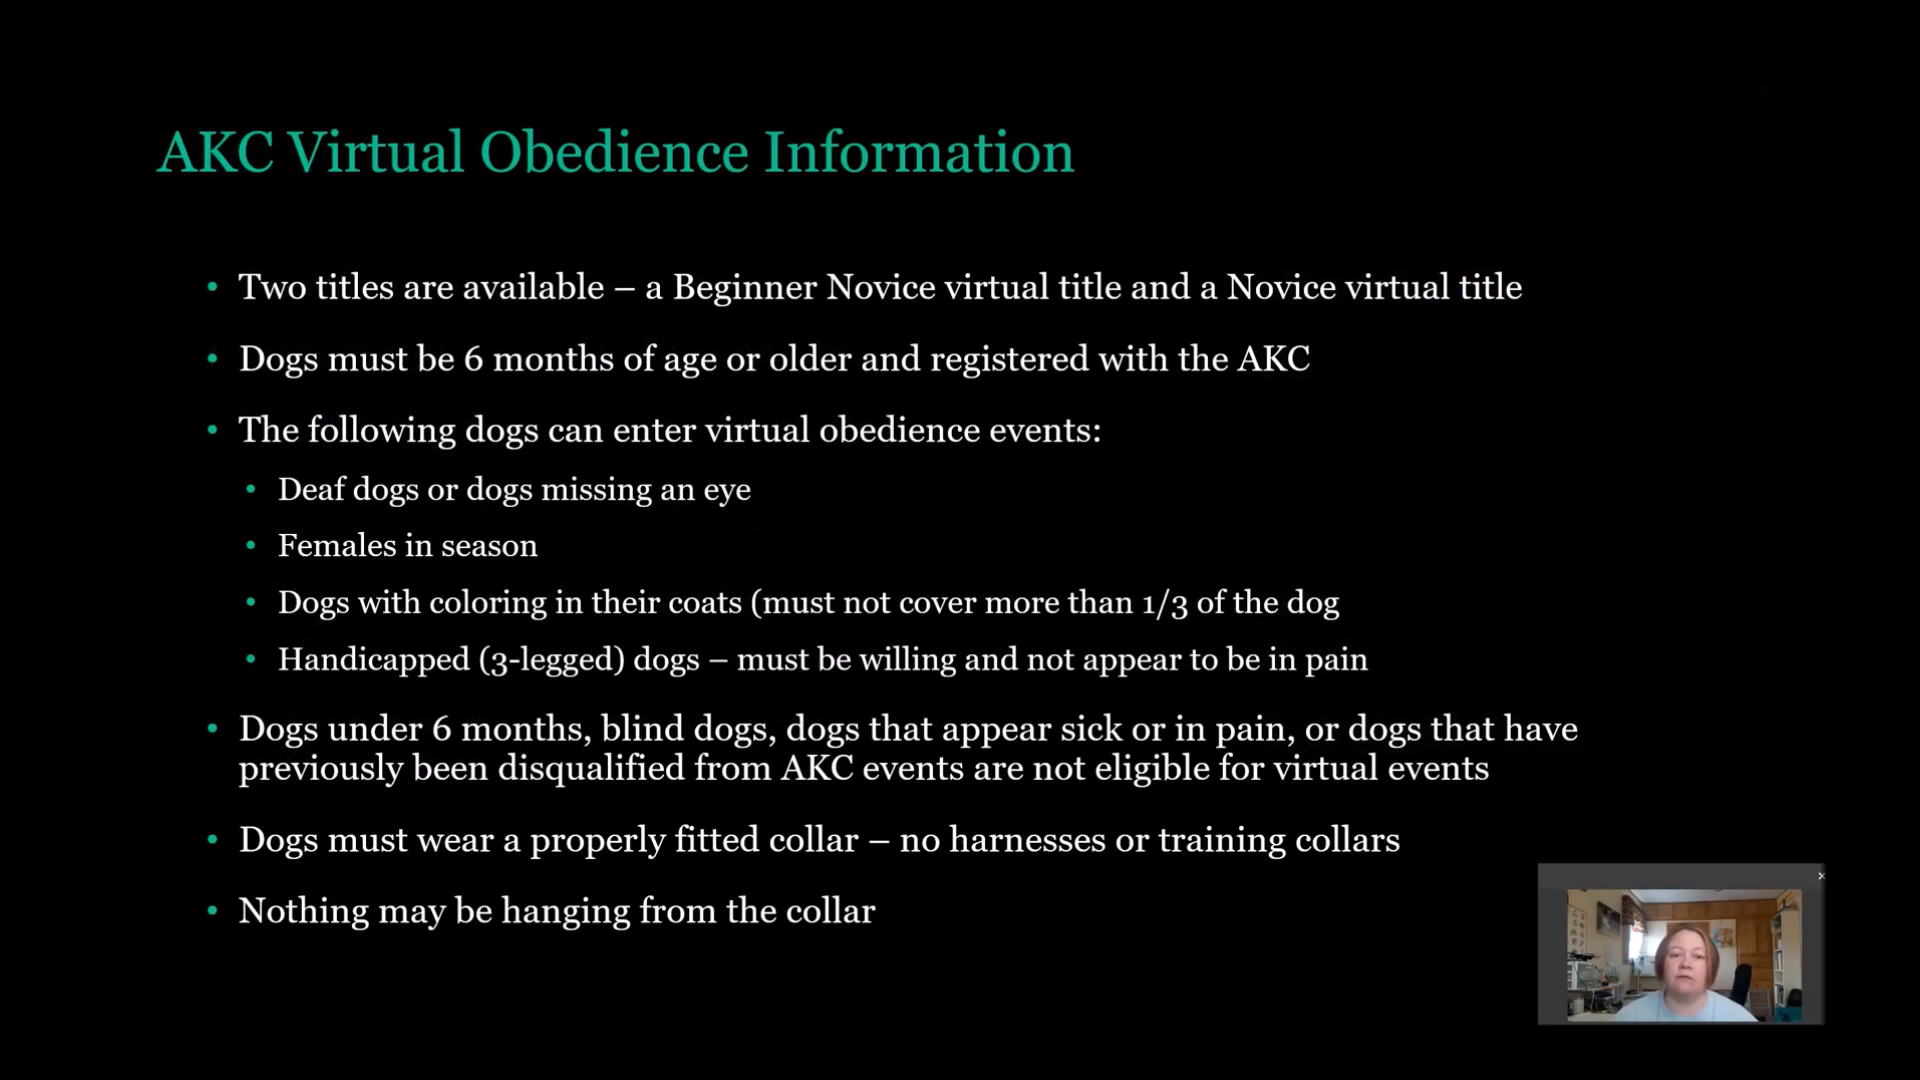 AKC Virtual Obedience Information
• Two titles are available – a Beginner Novice virtual title and a Novice virtual title
• Dogs must be 6 months of age or older and registered with the AKC
• The following dogs can enter virtual obedience events:
• Deaf dogs or dogs missing an eye
• Females in season
• Dogs with coloring in their coats (must not cover more than 1/3 of the dog
• Handicapped (3-legged) dogs – must be willing and not appear to be in pain
• Dogs under 6 months, blind dogs, dogs that appear sick or in pain, or dogs that have
previously been disqualified from AKC events are not eligible for virtual events
• Dogs must wear a properly fitted collar – no harnesses or training collars
• Nothing may be hanging from the collar